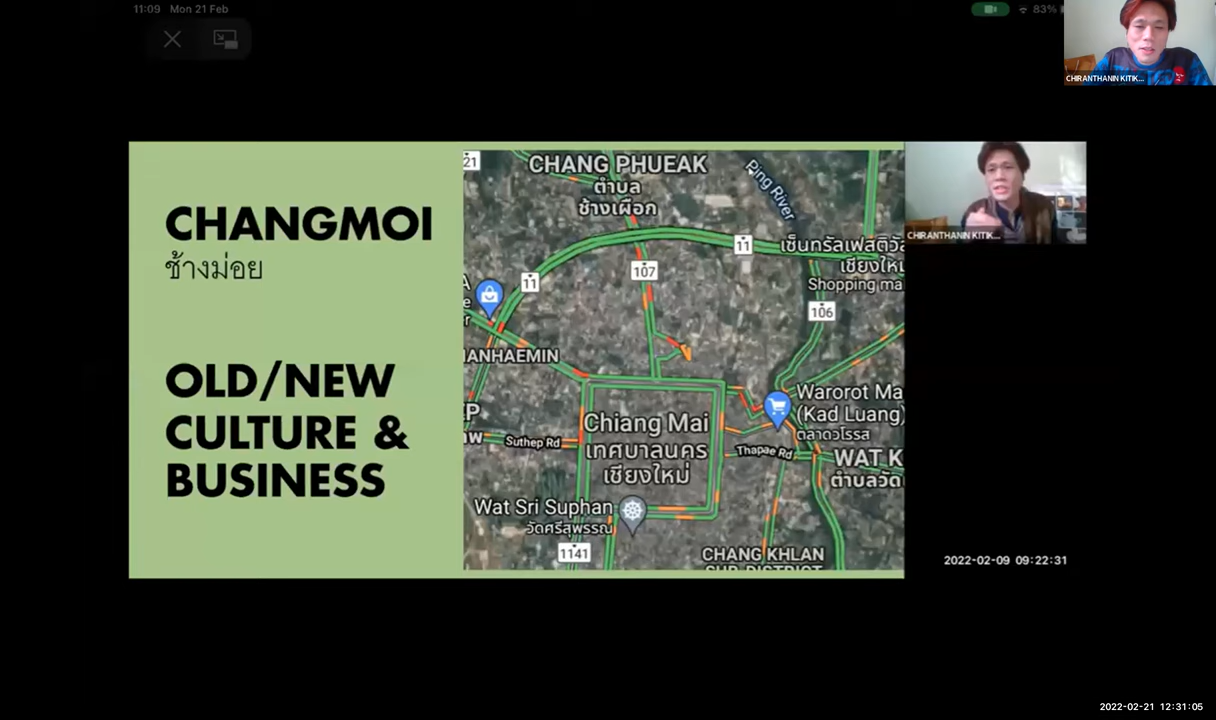 11:09 Mon 21 Feb
83%
CHIRANTHANIN KITIK...
CHANGMOI
ช้างม่อย
OLD/NEW
CULTURE &
BUSINESS
21
CHANG PHUEAK
ตำบล
ช้างเผือก
Ping River
11
เซ็นทรัลเฟสติวั
เชียงให
Shopping ma
107
11
106
ANHAEMIN
Warorot Ma
(Kad Luang)
ตลาดวโรรส
Chiang Mai
เทศบาลนคร
เชียงใหม่
Suthep Rd
Thapae Rd
WAT K
ตำบลวัด
Wat Sri Suphan
วัดศรีสุพรรณ
1141
CHANG KHLAN
SUB-DISTRICT
CHIRANTHANIN KITIK...
2022-02-09 09:22:31
2022-02-21 12:31:05